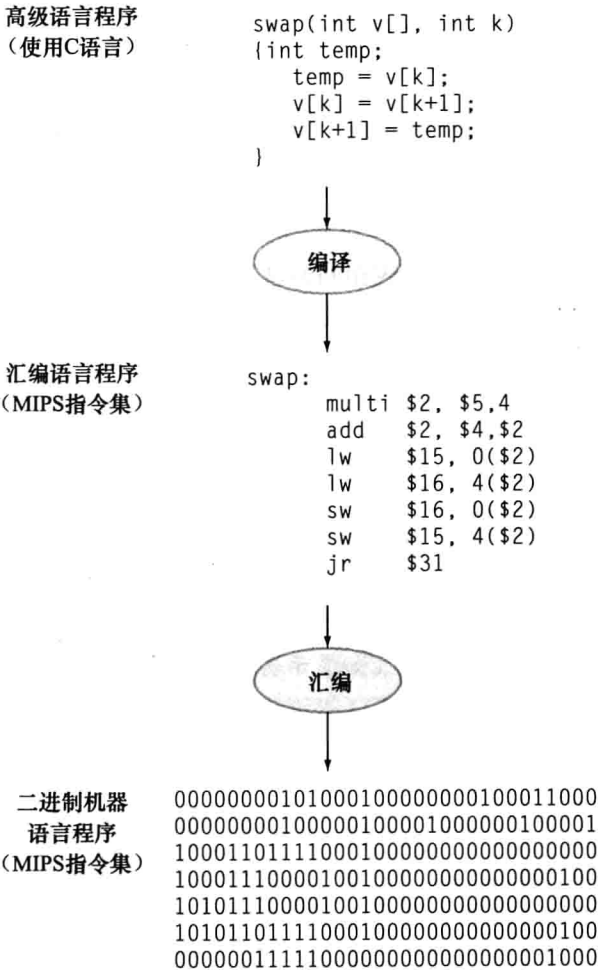 高级语言程序
（使用C语言）
swap(int v[], int k)
{int temp;
temp = v[k];
v[k] = v[k+1];
v[k+1] = temp;
}
编译
汇编语言程序
（MIPS指令集）
swap:
multi $2, $5,4
add $2, $4,$2
lw $15, 0($2)
lw $16, 4($2)
sw $16, 0($2)
sw $15, 4($2)
jr $31
汇编
二进制机器
语言程序
（MIPS指令集）
00000000101000100000000100011000
00000000100000100001000000100001
10001101111000100000000000000000
10001110000100100000000000000100
10101110000100100000000000000000
10101101111000100000000000000100
00000011111000000000000000001000